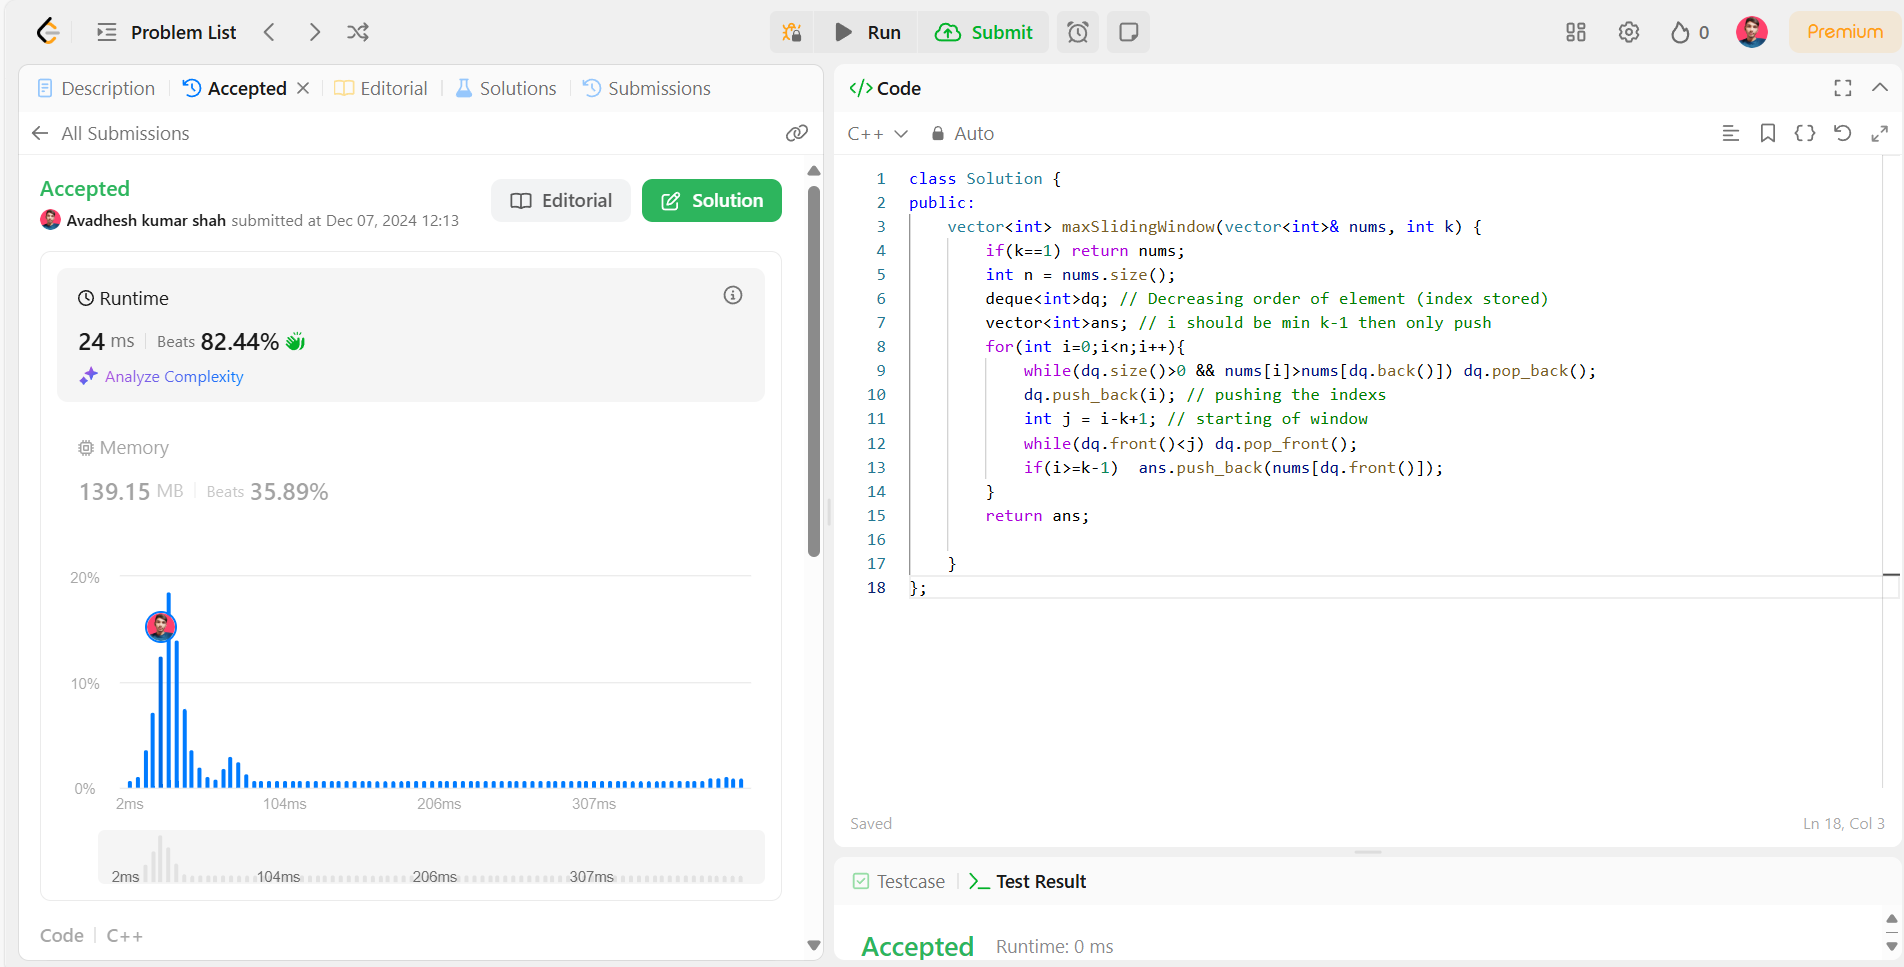 Problem List
Run
Submit
0
Premium
Description
Accepted
Editorial
Solutions
Submissions
All Submissions
Accepted
Avadhesh kumar shah submitted at Dec 07, 2024 12:13
Editorial
Solution
Runtime
24 ms
Beats 82.44%
Analyze Complexity
Memory
139.15 MB
Beats 35.89%
20%
10%
0%
2ms
104ms
206ms
307ms
2ms
104ms
206ms
307ms
Code
C++
</> Code
C++
Auto
1 class Solution {
2 public:
3     vector<int> maxSlidingWindow(vector<int>& nums, int k) {
4         if(k==1) return nums;
5         int n = nums.size();
6         deque<int>dq; // Decreasing order of element (index stored)
7         vector<int>ans; // i should be min k-1 then only push
8         for(int i=0;i<n;i++){
9             while(dq.size()>0 && nums[i]>nums[dq.back()]) dq.pop_back();
10             dq.push_back(i); // pushing the indexs
11             int j = i-k+1; // starting of window
12             while(dq.front()<j) dq.pop_front();
13             if(i>=k-1)  ans.push_back(nums[dq.front()]);
14         }
15         return ans;
16
17     }
18 };
Saved
Ln 18, Col 3
Testcase
Test Result
Accepted
Runtime: 0 ms